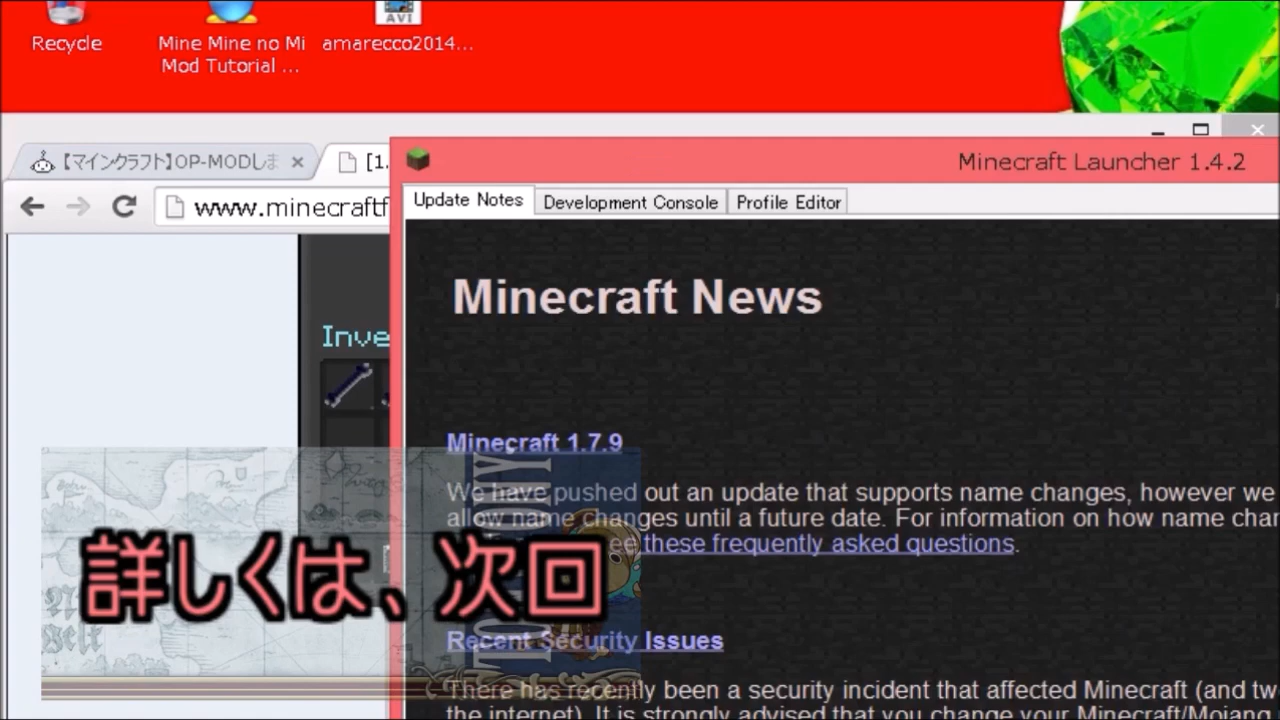 AVI
Recycle
Mine Mine no Mi
Mod Tutorial ...
amarecco2014...
【マインクラフト】OP-MODしま
[1.
Minecraft Launcher 1.4.2
www.minecraftf
Update Notes
Development Console
Profile Editor
Minecraft News
Inve
Minecraft 1.7.9
We have pushed out an update that supports name changes, however we
allow name changes until a future date. For information on how name char
ee these frequently asked questions.
詳しくは、次回
Recent Security Issues
There has recently been a security incident that affected Minecraft (and tw
the internet). It is strongly advised that you change your Minecraft/Mojang